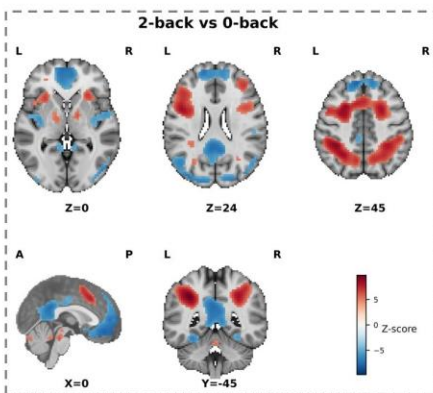 2-back vs 0-back
L R L R L R
Z=0 Z=24 Z=45
A P L R
5
0 Z-score
−5
X=0 Y=-45